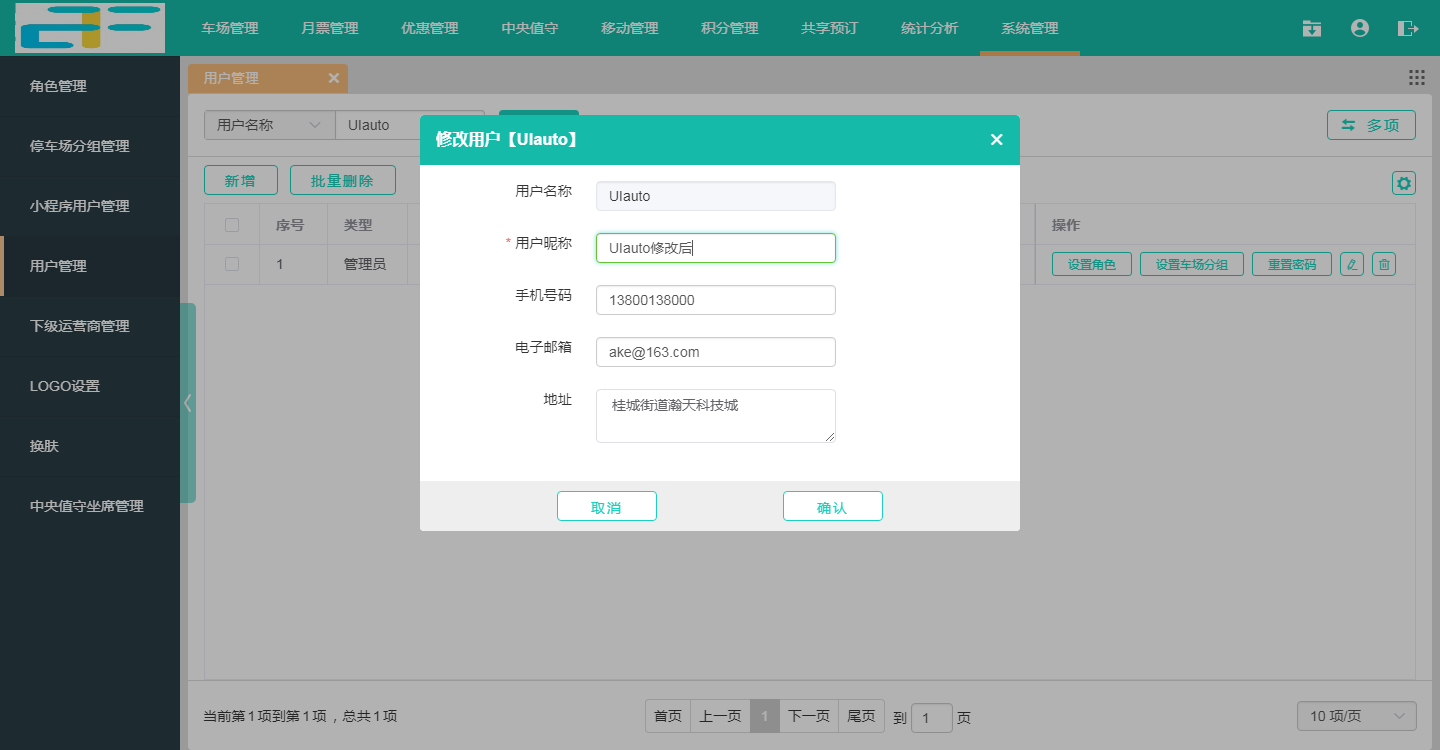 车场管理 月票管理 优惠管理 中央值守 移动管理 积分管理 共享预订 统计分析 系统管理
角色管理
停车场分组管理
小程序用户管理
用户管理
下级运营商管理
LOGO设置
换肤
中央值守坐席管理
用户管理
用户名称 UIauto
多项
新增 批量删除
序号 类型 操作
1 管理员 设置角色 设置车场分组 重置密码
修改用户【UIauto】
用户名称 UIauto
* 用户昵称 UIauto修改后
手机号码 13800138000
电子邮箱 ake@163.com
地址 桂城街道瀚天科技城
取消 确认
当前第1项到第1项，总共1项 首页 上一页 1 下一页 尾页 到 1 页 10 项/页